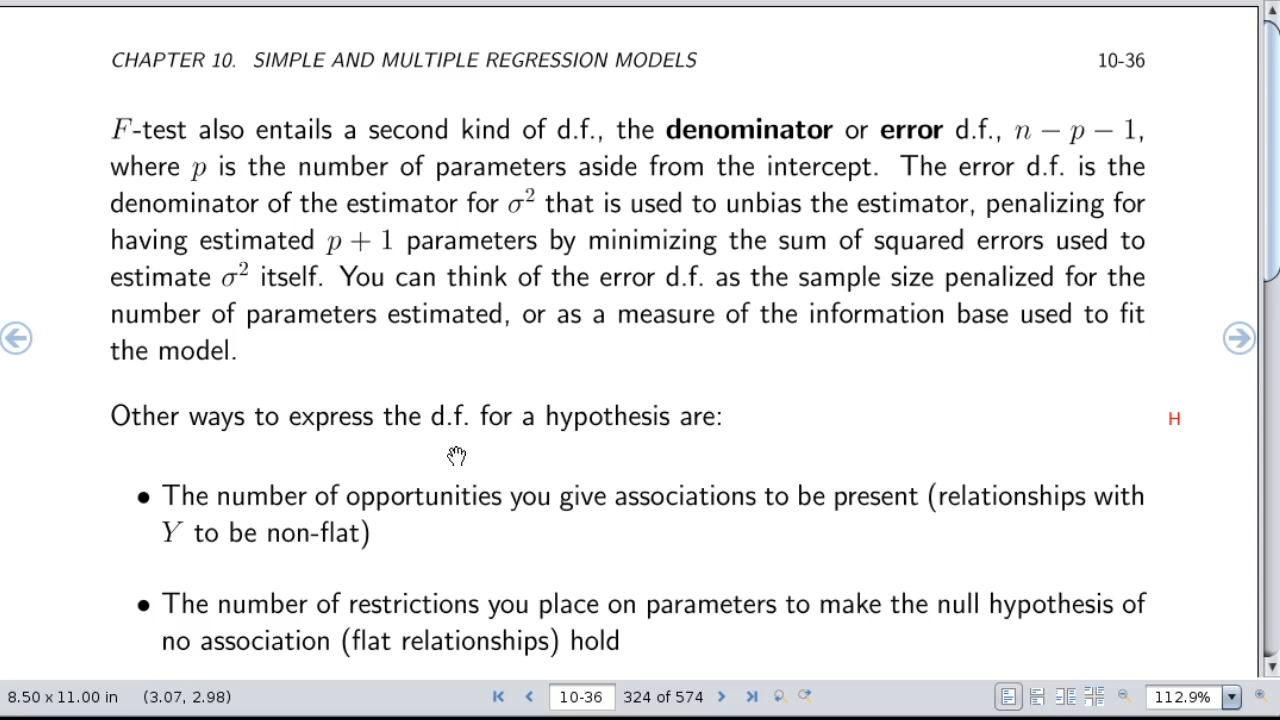 CHAPTER 10. SIMPLE AND MULTIPLE REGRESSION MODELS 10-36
F-test also entails a second kind of d.f., the denominator or error d.f., n − p − 1,
where p is the number of parameters aside from the intercept. The error d.f. is the
denominator of the estimator for σ² that is used to unbias the estimator, penalizing for
having estimated p + 1 parameters by minimizing the sum of squared errors used to
estimate σ² itself. You can think of the error d.f. as the sample size penalized for the
number of parameters estimated, or as a measure of the information base used to fit
the model.
Other ways to express the d.f. for a hypothesis are: H
• The number of opportunities you give associations to be present (relationships with
Y to be non-flat)
• The number of restrictions you place on parameters to make the null hypothesis of
no association (flat relationships) hold
8.50 x 11.00 in (3.07, 2.98) 10-36 324 of 574 112.9%